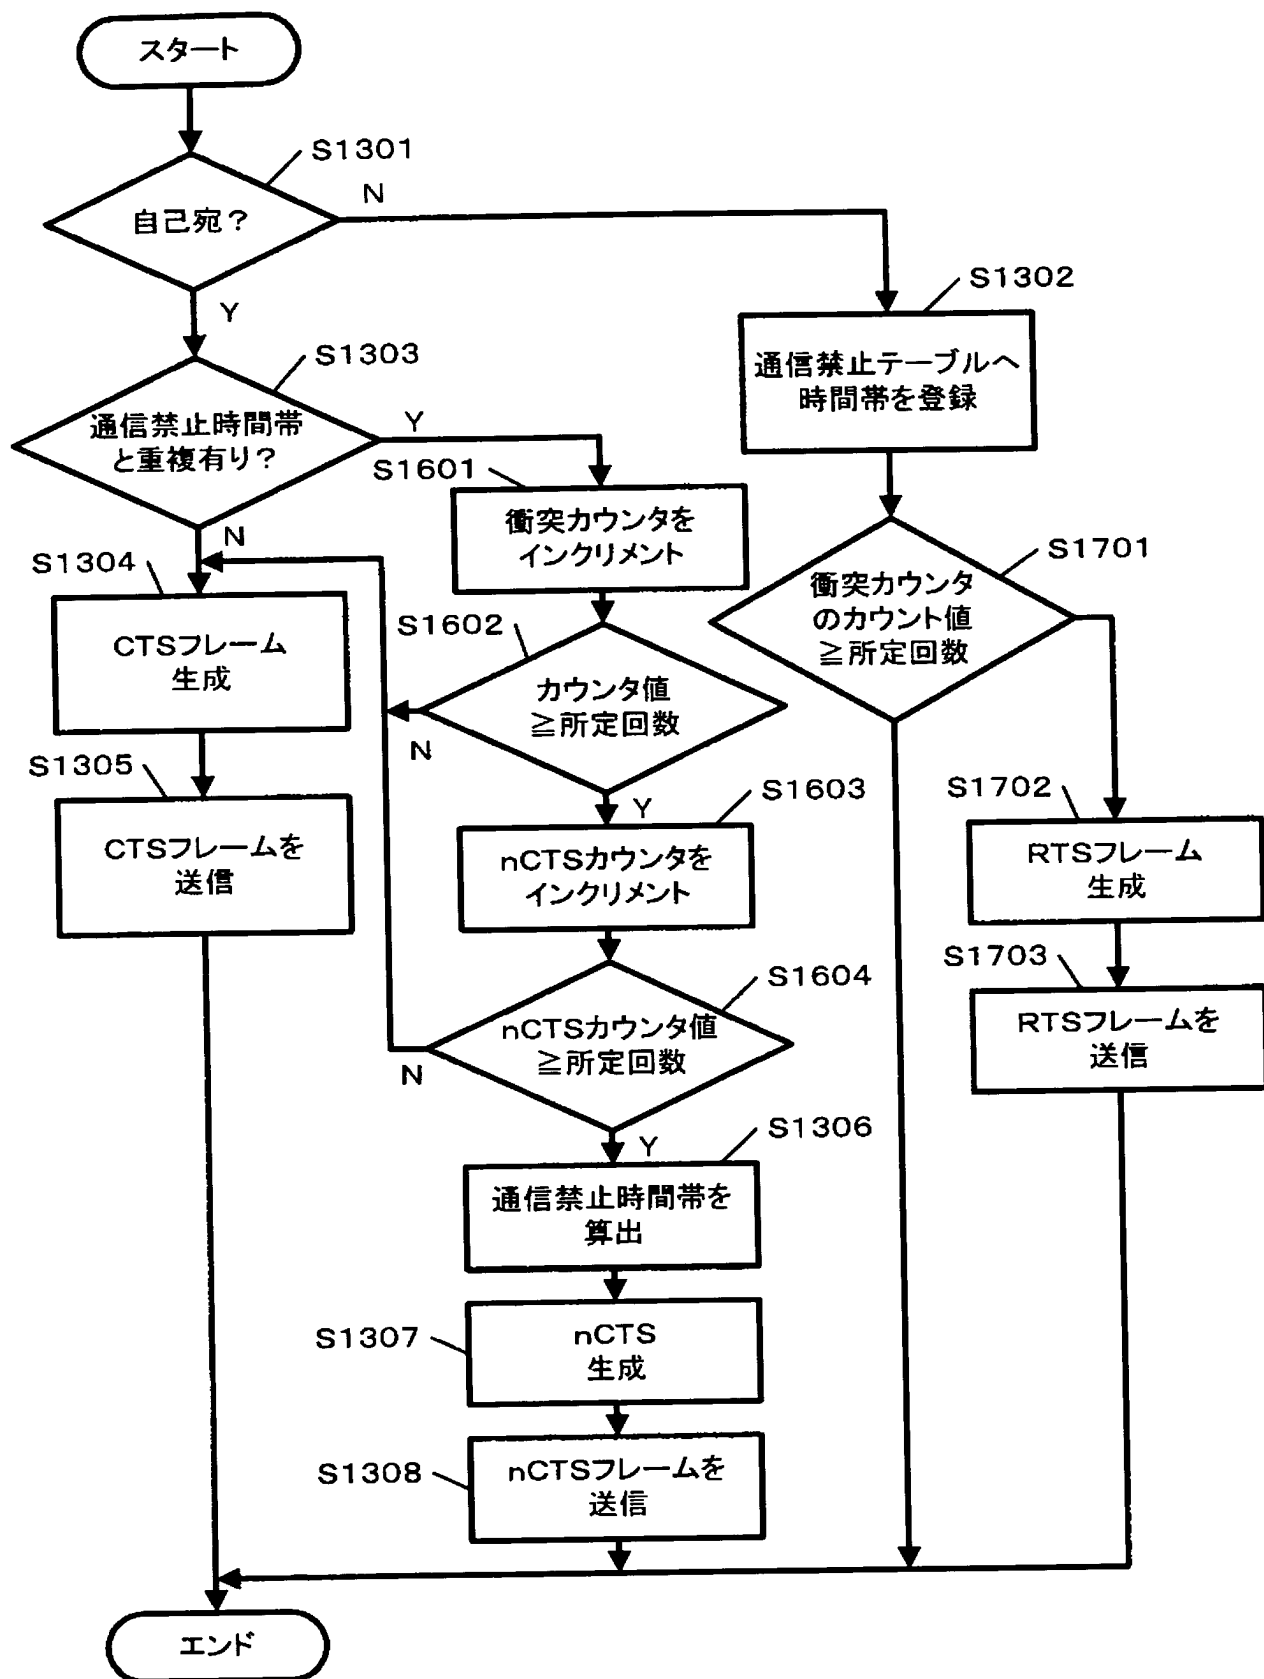 スタート
S1301
自己宛?
N
Y
S1302
通信禁止テーブルへ
時間帯を登録
S1303
通信禁止時間帯
と重複有り?
Y
N
S1601
衝突カウンタを
インクリメント
S1304
CTSフレーム
生成
S1602
カウンタ値
≧所定回数
N
Y
S1701
衝突カウンタ
のカウント値
≧所定回数
S1305
CTSフレームを
送信
S1603
nCTSカウンタを
インクリメント
S1702
RTSフレーム
生成
S1604
nCTSカウンタ値
≧所定回数
N
Y
S1703
RTSフレームを
送信
S1306
通信禁止時間帯を
算出
S1307
nCTS
生成
S1308
nCTSフレームを
送信
エンド